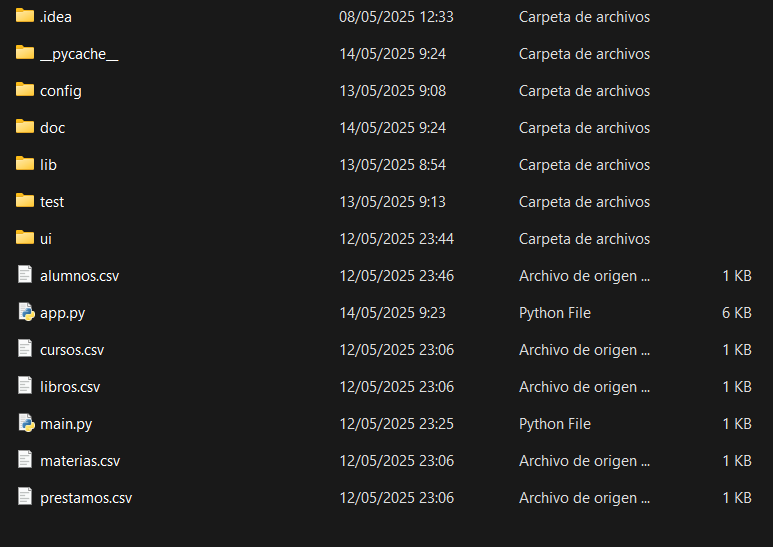 .idea 08/05/2025 12:33 Carpeta de archivos
__pycache__ 14/05/2025 9:24 Carpeta de archivos
config 13/05/2025 9:08 Carpeta de archivos
doc 14/05/2025 9:24 Carpeta de archivos
lib 13/05/2025 8:54 Carpeta de archivos
test 13/05/2025 9:13 Carpeta de archivos
ui 12/05/2025 23:44 Carpeta de archivos
alumnos.csv 12/05/2025 23:46 Archivo de origen ... 1 KB
app.py 14/05/2025 9:23 Python File 6 KB
cursos.csv 12/05/2025 23:06 Archivo de origen ... 1 KB
libros.csv 12/05/2025 23:06 Archivo de origen ... 1 KB
main.py 12/05/2025 23:25 Python File 1 KB
materias.csv 12/05/2025 23:06 Archivo de origen ... 1 KB
prestamos.csv 12/05/2025 23:06 Archivo de origen ... 1 KB